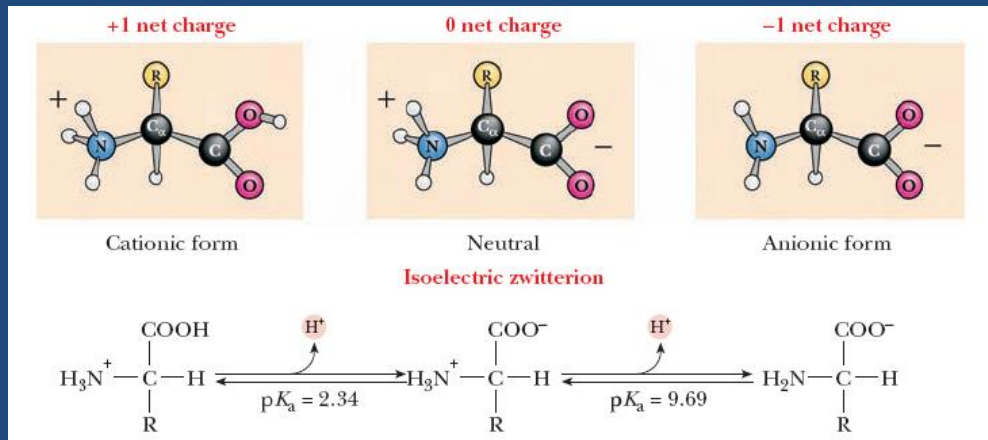 +1 net charge
0 net charge
–1 net charge
R
+
N
Cα
C
O
O
R
+
N
Cα
C
O
O
–
R
N
Cα
C
O
O
–
Cationic form
Neutral
Anionic form
Isoelectric zwitterion
COOH
H⁺
COO⁻
H⁺
COO⁻
H₃N⁺—C—H
H₃N⁺—C—H
H₂N—C—H
pKₐ = 2.34
pKₐ = 9.69
R
R
R